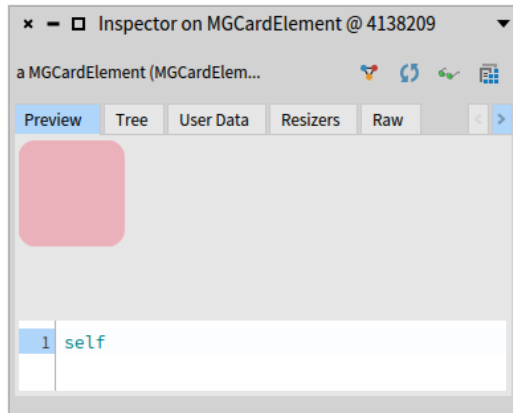 Inspector on MGCardElement @ 4138209
a MGCardElement (MGCardElem...
Preview Tree User Data Resizers Raw
1 self